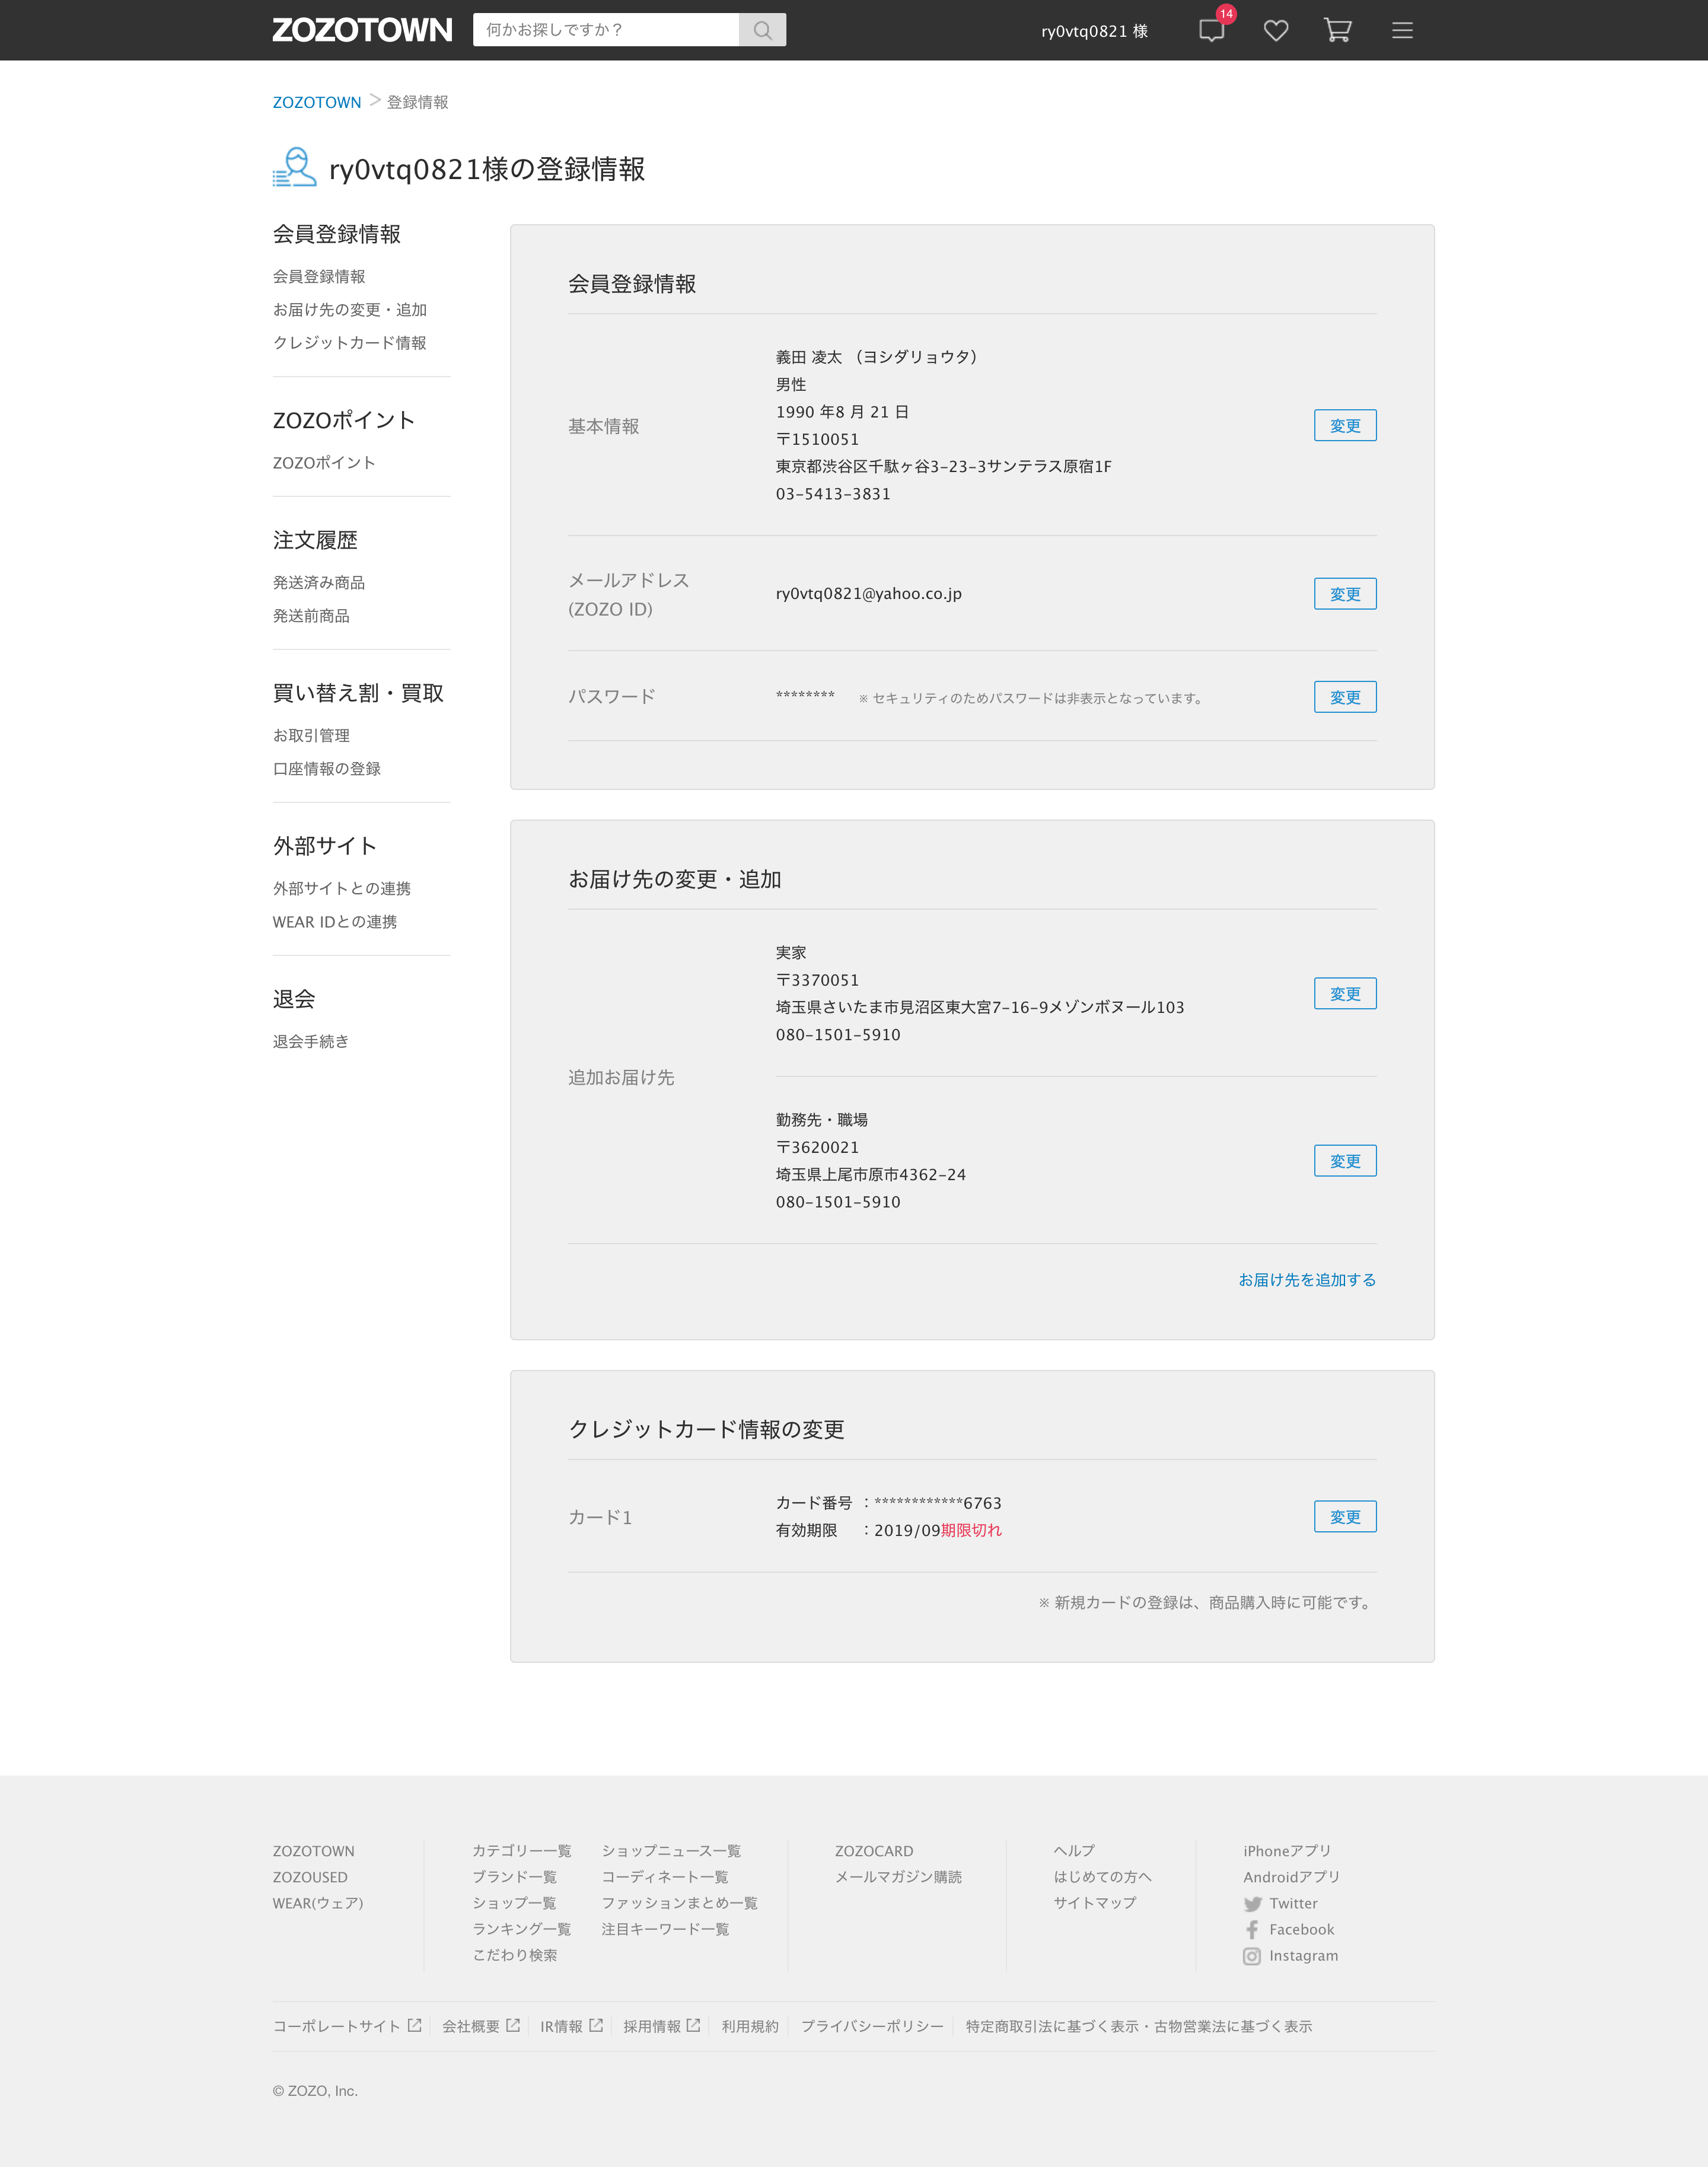 ZOZOTOWN
何かお探しですか？
ry0vtq0821 様
14
ZOZOTOWN > 登録情報
ry0vtq0821様の登録情報
会員登録情報
会員登録情報
お届け先の変更・追加
クレジットカード情報
ZOZOポイント
ZOZOポイント
注文履歴
発送済み商品
発送前商品
買い替え割・買取
お取引管理
口座情報の登録
外部サイト
外部サイトとの連携
WEAR IDとの連携
退会
退会手続き
会員登録情報
基本情報
義田 凌太 （ヨシダリョウタ）
男性
1990 年8 月 21 日
〒1510051
東京都渋谷区千駄ヶ谷3−23−3サンテラス原宿1F
03−5413−3831
変更
メールアドレス
(ZOZO ID)
ry0vtq0821@yahoo.co.jp
変更
パスワード
******** ※ セキュリティのためパスワードは非表示となっています。
変更
お届け先の変更・追加
追加お届け先
実家
〒3370051
埼玉県さいたま市見沼区東大宮7−16−9メゾンボヌール103
080−1501−5910
変更
勤務先・職場
〒3620021
埼玉県上尾市原市4362−24
080−1501−5910
変更
お届け先を追加する
クレジットカード情報の変更
カード1
カード番号 ：************6763
有効期限 ：2019/09期限切れ
変更
※ 新規カードの登録は、商品購入時に可能です。
ZOZOTOWN
ZOZOUSED
WEAR(ウェア)
カテゴリー一覧
ブランド一覧
ショップ一覧
ランキング一覧
こだわり検索
ショップニュース一覧
コーディネート一覧
ファッションまとめ一覧
注目キーワード一覧
ZOZOCARD
メールマガジン購読
ヘルプ
はじめての方へ
サイトマップ
iPhoneアプリ
Androidアプリ
Twitter
Facebook
Instagram
コーポレートサイト 会社概要 IR情報 採用情報 利用規約 プライバシーポリシー 特定商取引法に基づく表示・古物営業法に基づく表示
© ZOZO, Inc.